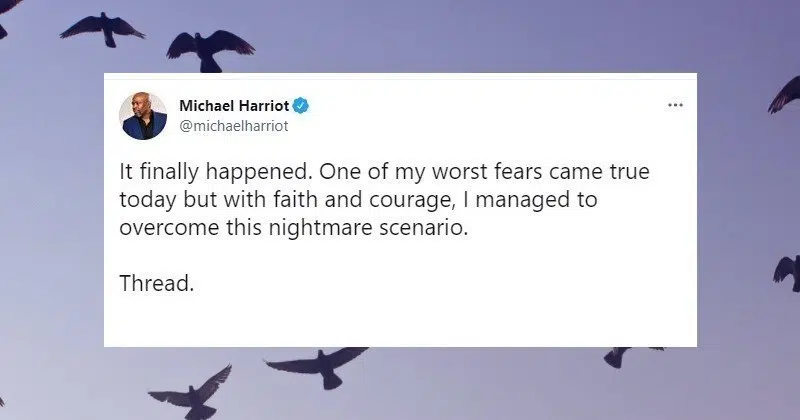 Michael Harriot
@michaelharriot
It finally happened. One of my worst fears came true
today but with faith and courage, I managed to
overcome this nightmare scenario.
Thread.